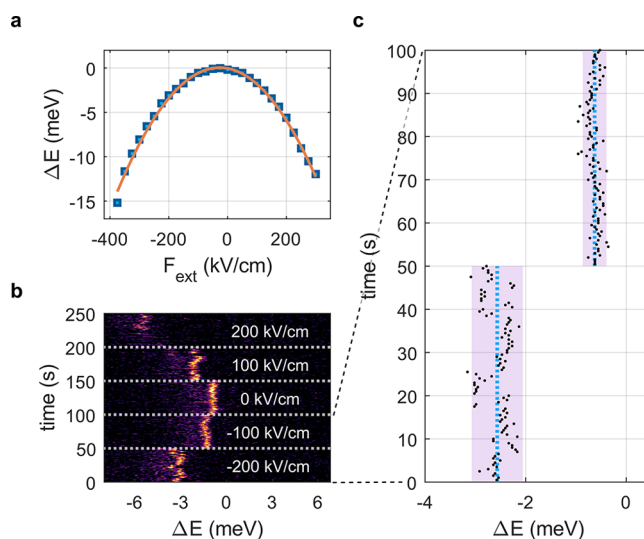 a
0
-5
-10
-15
ΔE (meV)
-400 -200 0 200
F_ext (kV/cm)
b
250
200
150
100
50
0
time (s)
200 kV/cm
100 kV/cm
0 kV/cm
-100 kV/cm
-200 kV/cm
-6 -3 0 3 6
ΔE (meV)
c
100
90
80
70
60
50
40
30
20
10
0
time (s)
-4 -2 0
ΔE (meV)